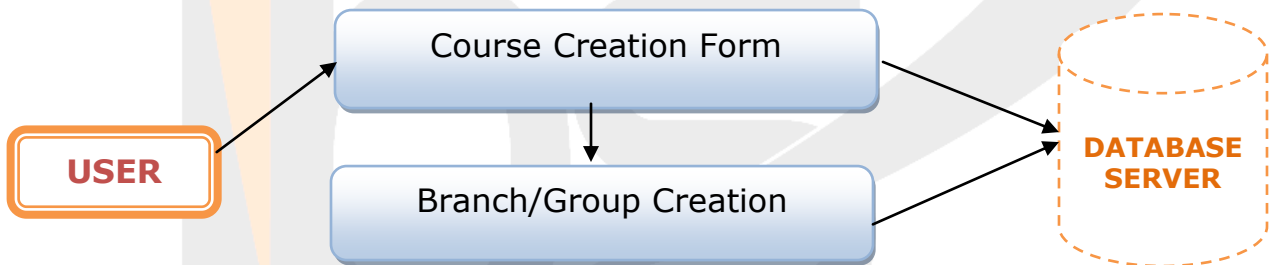 Course Creation Form
USER
DATABASE
SERVER
Branch/Group Creation